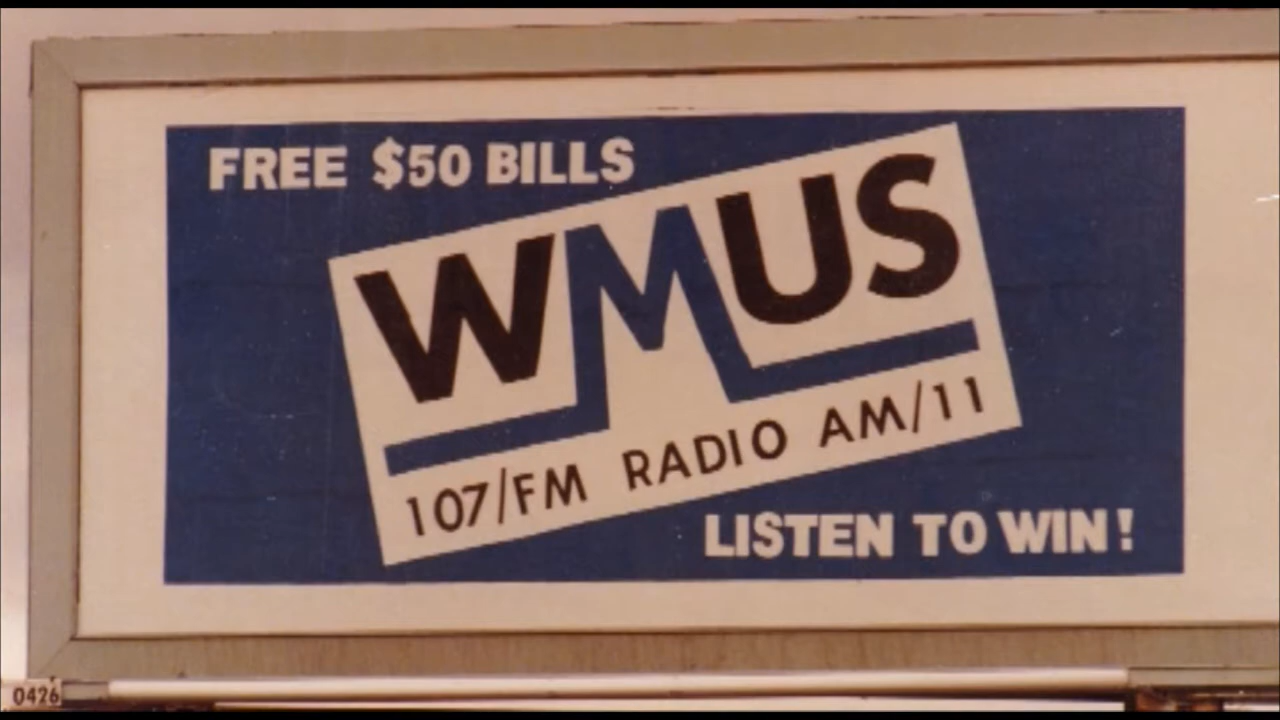 FREE $50 BILLS
WMUS
107/FM RADIO AM/11
LISTEN TO WIN!
0426